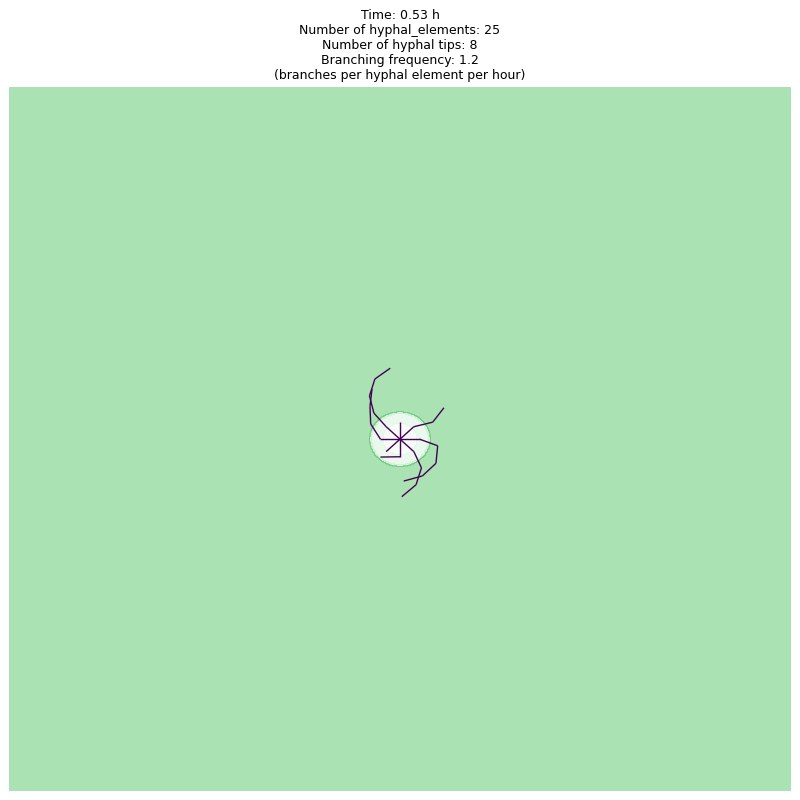 Time: 0.53 h
Number of hyphal_elements: 25
Number of hyphal tips: 8
Branching frequency: 1.2
(branches per hyphal element per hour)